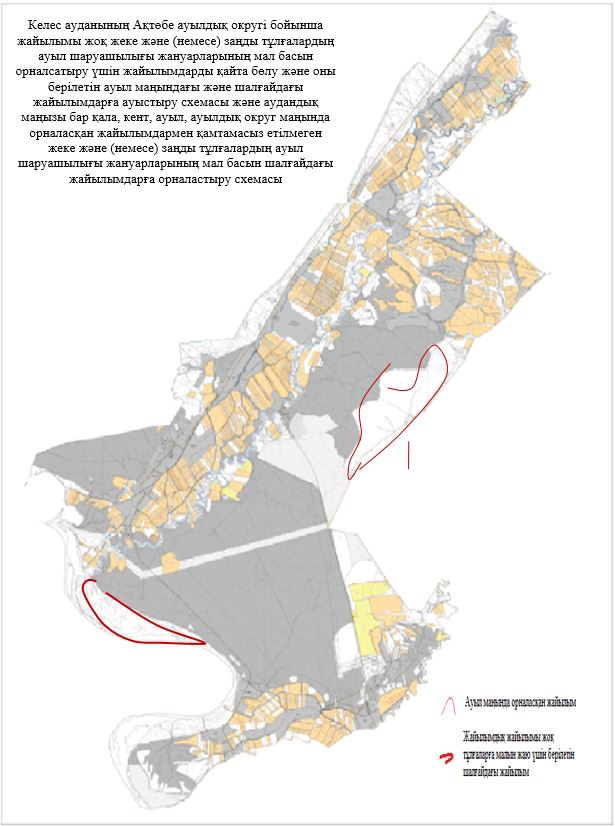 Келес ауданының Ақтөбе ауылдық округі бойынша
жайылымы жоқ жеке және (немесе) заңды тұлғалардың
ауыл шаруашылығы жануарларының мал басын
орналсатыру үшін жайылымдарды қайта бөлу және оны
берілетін ауыл маңындағы және шалғайдағы
жайылымдарға ауыстыру схемасы және аудандық
маңызы бар қала, кент, ауыл, ауылдық округ маңында
орналасқан жайылымдармен қамтамасыз етілмеген
жеке және (немесе) заңды тұлғалардың ауыл
шаруашылығы жануарларының мал басын шалғайдағы
жайылымдарға орналастыру схемасы
Ауыл маңында орналасқан жайылым
Жайылымдық жайылымы жоқ
тұлғаларға малын жаю үшін берілетін
шалғайдағы жайылым